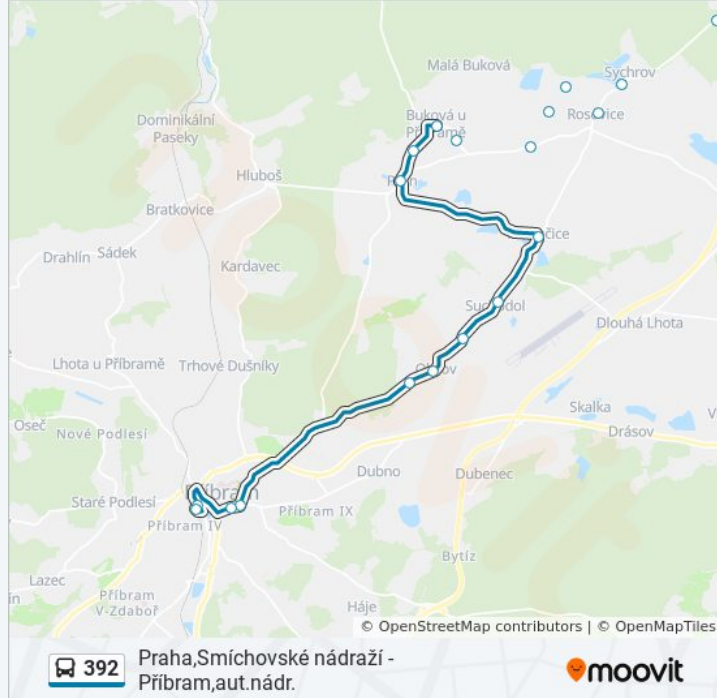 Malá Buková
Sychrov
Buková u
Příbramě
Rosovice
Dominikální
Paseky
Hluboš
Bratkovice
Sádek
Drahlín
Kardavec
Suchodol
Dlouhá Lhota
Lhota u Příbramě
Trhové Dušníky
Obov
Skalka
Oseč
Nové Podlesí
Drásov
Dubno
Dubenec
Staré Podlesí
Příbram
Příbram IV
Příbram IX
Bytíz
Lazec
Příbram
V-Zdaboř
Háje
© OpenStreetMap contributors | © OpenMapTiles
392
Praha,Smíchovské nádraží -
Příbram,aut.nádr.
moovit